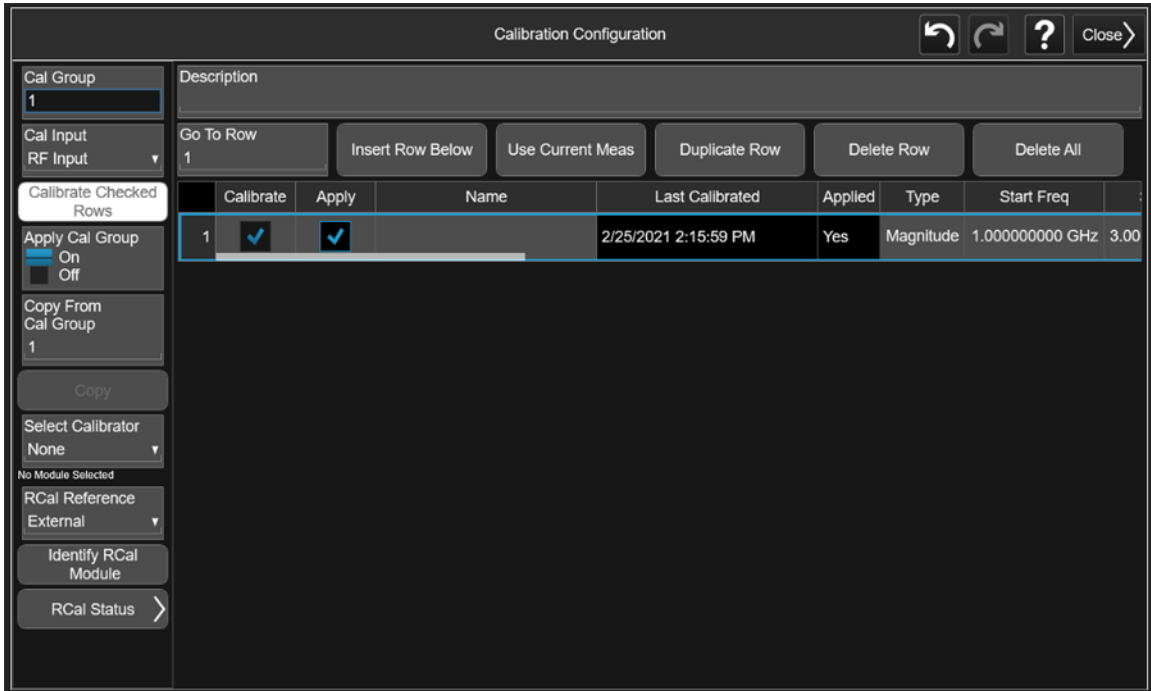 Calibration Configuration
?
Close
Cal Group
1
Description
Cal Input
RF Input
Go To Row
1
Insert Row Below
Use Current Meas
Duplicate Row
Delete Row
Delete All
Calibrate Checked
Rows
Calibrate
Apply
Name
Last Calibrated
Applied
Type
Start Freq
1
2/25/2021 2:15:59 PM
Yes
Magnitude
1.000000000 GHz
3.00
Apply Cal Group
On
Off
Copy From
Cal Group
1
Copy
Select Calibrator
None
No Module Selected
RCal Reference
External
Identify RCal
Module
RCal Status